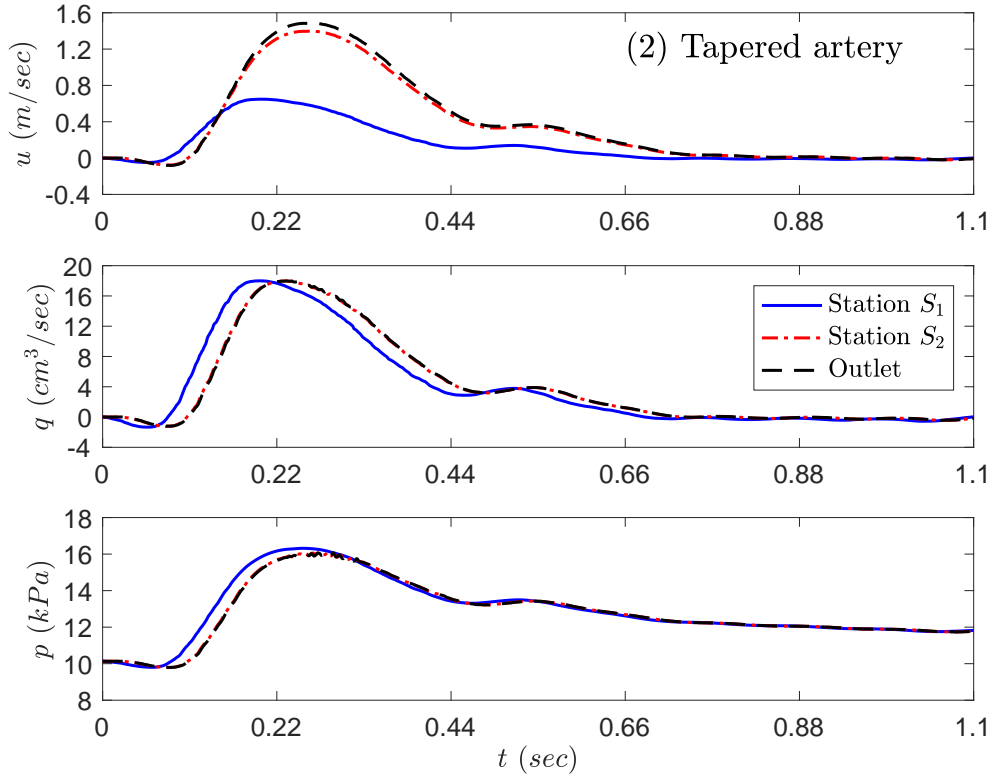 (2) Tapered artery
u (m/sec)
1.6
1.2
0.8
0.4
0
-0.4
0 0.22 0.44 0.66 0.88 1.1
q (cm³/sec)
20
16
12
8
4
0
-4
Station S₁
Station S₂
Outlet
0 0.22 0.44 0.66 0.88 1.1
p (kPa)
18
16
14
12
10
8
0 0.22 0.44 0.66 0.88 1.1
t (sec)